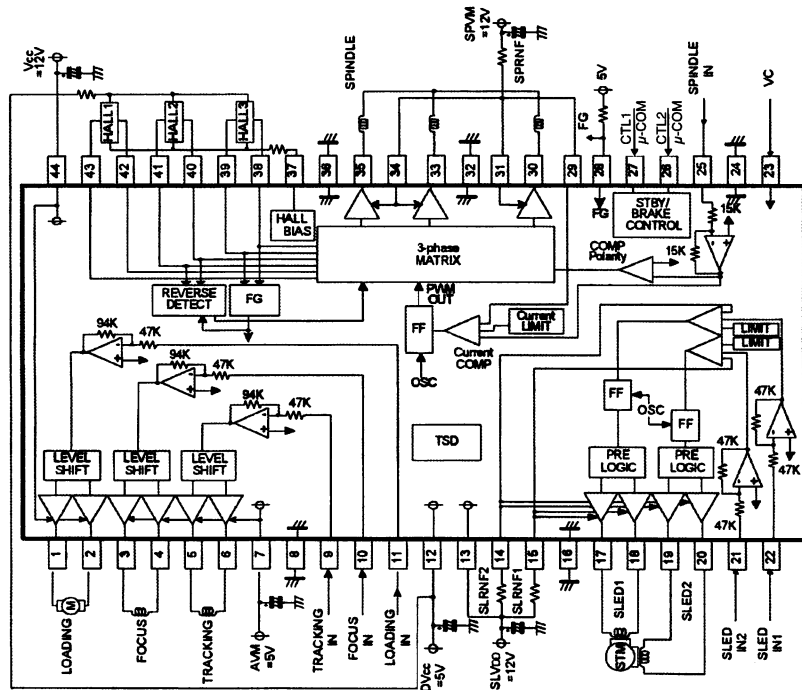 Vcc
=12V
SPVM
=12V
SPRNF
SPINDLE
5V
FG
CTL1
μ-COM
CTL2
μ-COM
SPINDLE
IN
VC
HALL1
HALL2
HALL3
44
43
42
41
40
39
38
37
36
35
34
33
32
31
30
29
28
27
26
25
24
23
HALL
BIAS
FG
STBY/
BRAKE
CONTROL
15K
15K
3-phase
MATRIX
COMP
Polarity
REVERSE
DETECT
FG
PWM
OUT
FF
Current
LIMIT
Current
COMP
OSC
94K
47K
94K
47K
94K
47K
LIMIT
LIMIT
FF
OSC
FF
TSD
47K
47K
47K
47K
LEVEL
SHIFT
LEVEL
SHIFT
LEVEL
SHIFT
PRE
LOGIC
PRE
LOGIC
1
2
3
4
5
6
7
8
9
10
11
12
13
14
15
16
17
18
19
20
21
22
M
LOADING
FOCUS
TRACKING
AVM
=5V
TRACKING
IN
FOCUS
IN
LOADING
IN
DVcc
=5V
SLRNF2
SLVDD
=12V
SLRNF1
SLED1
STM
SLED2
SLED
IN2
SLED
IN1